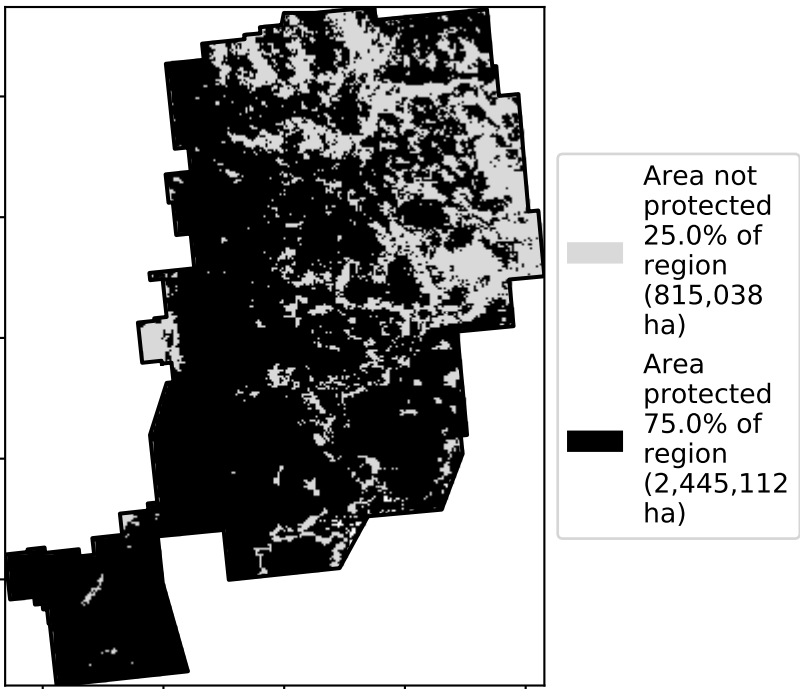 Area not
protected
25.0% of
region
(815,038
ha)
Area
protected
75.0% of
region
(2,445,112
ha)